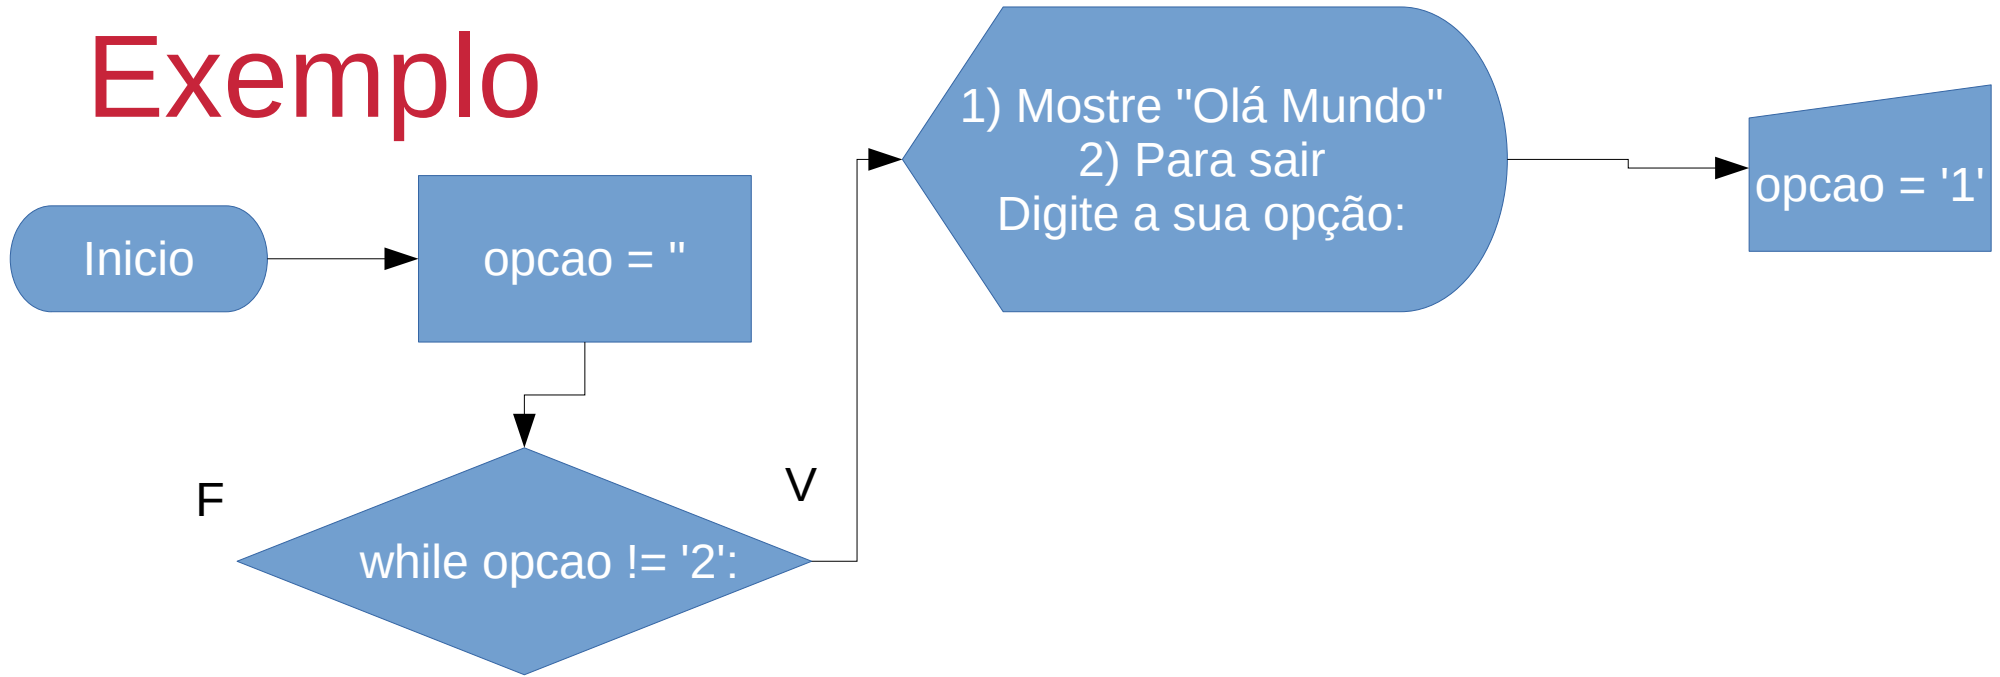 Exemplo
Inicio
opcao = ''
while opcao != '2':
F
V
1) Mostre "Olá Mundo"
2) Para sair
Digite a sua opção:
opcao = '1'